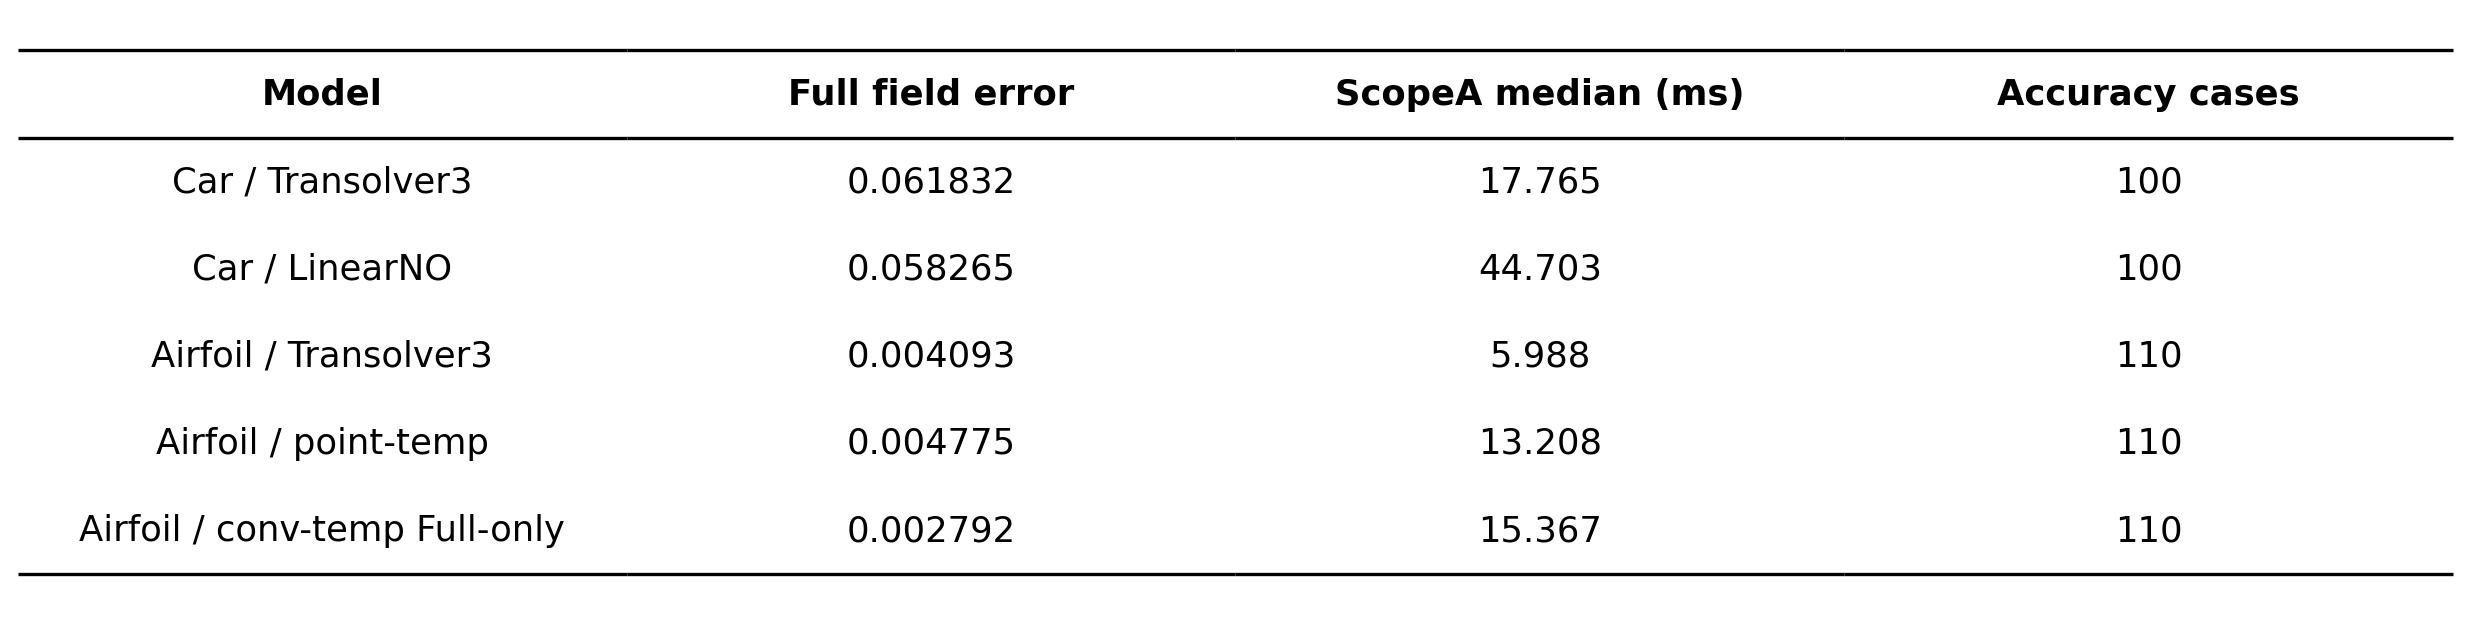 Model Full field error ScopeA median (ms) Accuracy cases
Car / Transolver3 0.061832 17.765 100
Car / LinearNO 0.058265 44.703 100
Airfoil / Transolver3 0.004093 5.988 110
Airfoil / point-temp 0.004775 13.208 110
Airfoil / conv-temp Full-only 0.002792 15.367 110